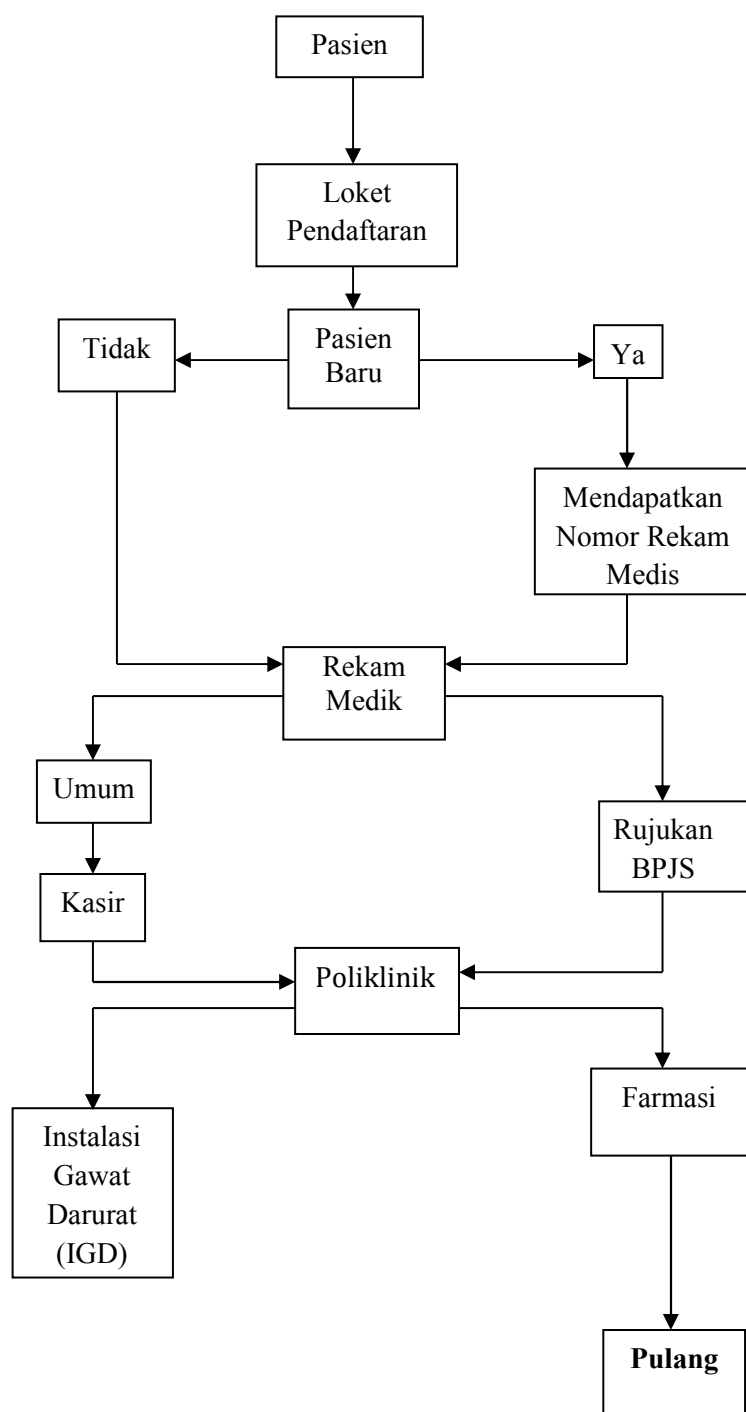 Pasien
Loket
Pendaftaran
Tidak
Pasien
Baru
Ya
Mendapatkan
Nomor Rekam
Medis
Rekam
Medik
Umum
Rujukan
BPJS
Kasir
Poliklinik
Farmasi
Instalasi
Gawat
Darurat
(IGD)
Pulang